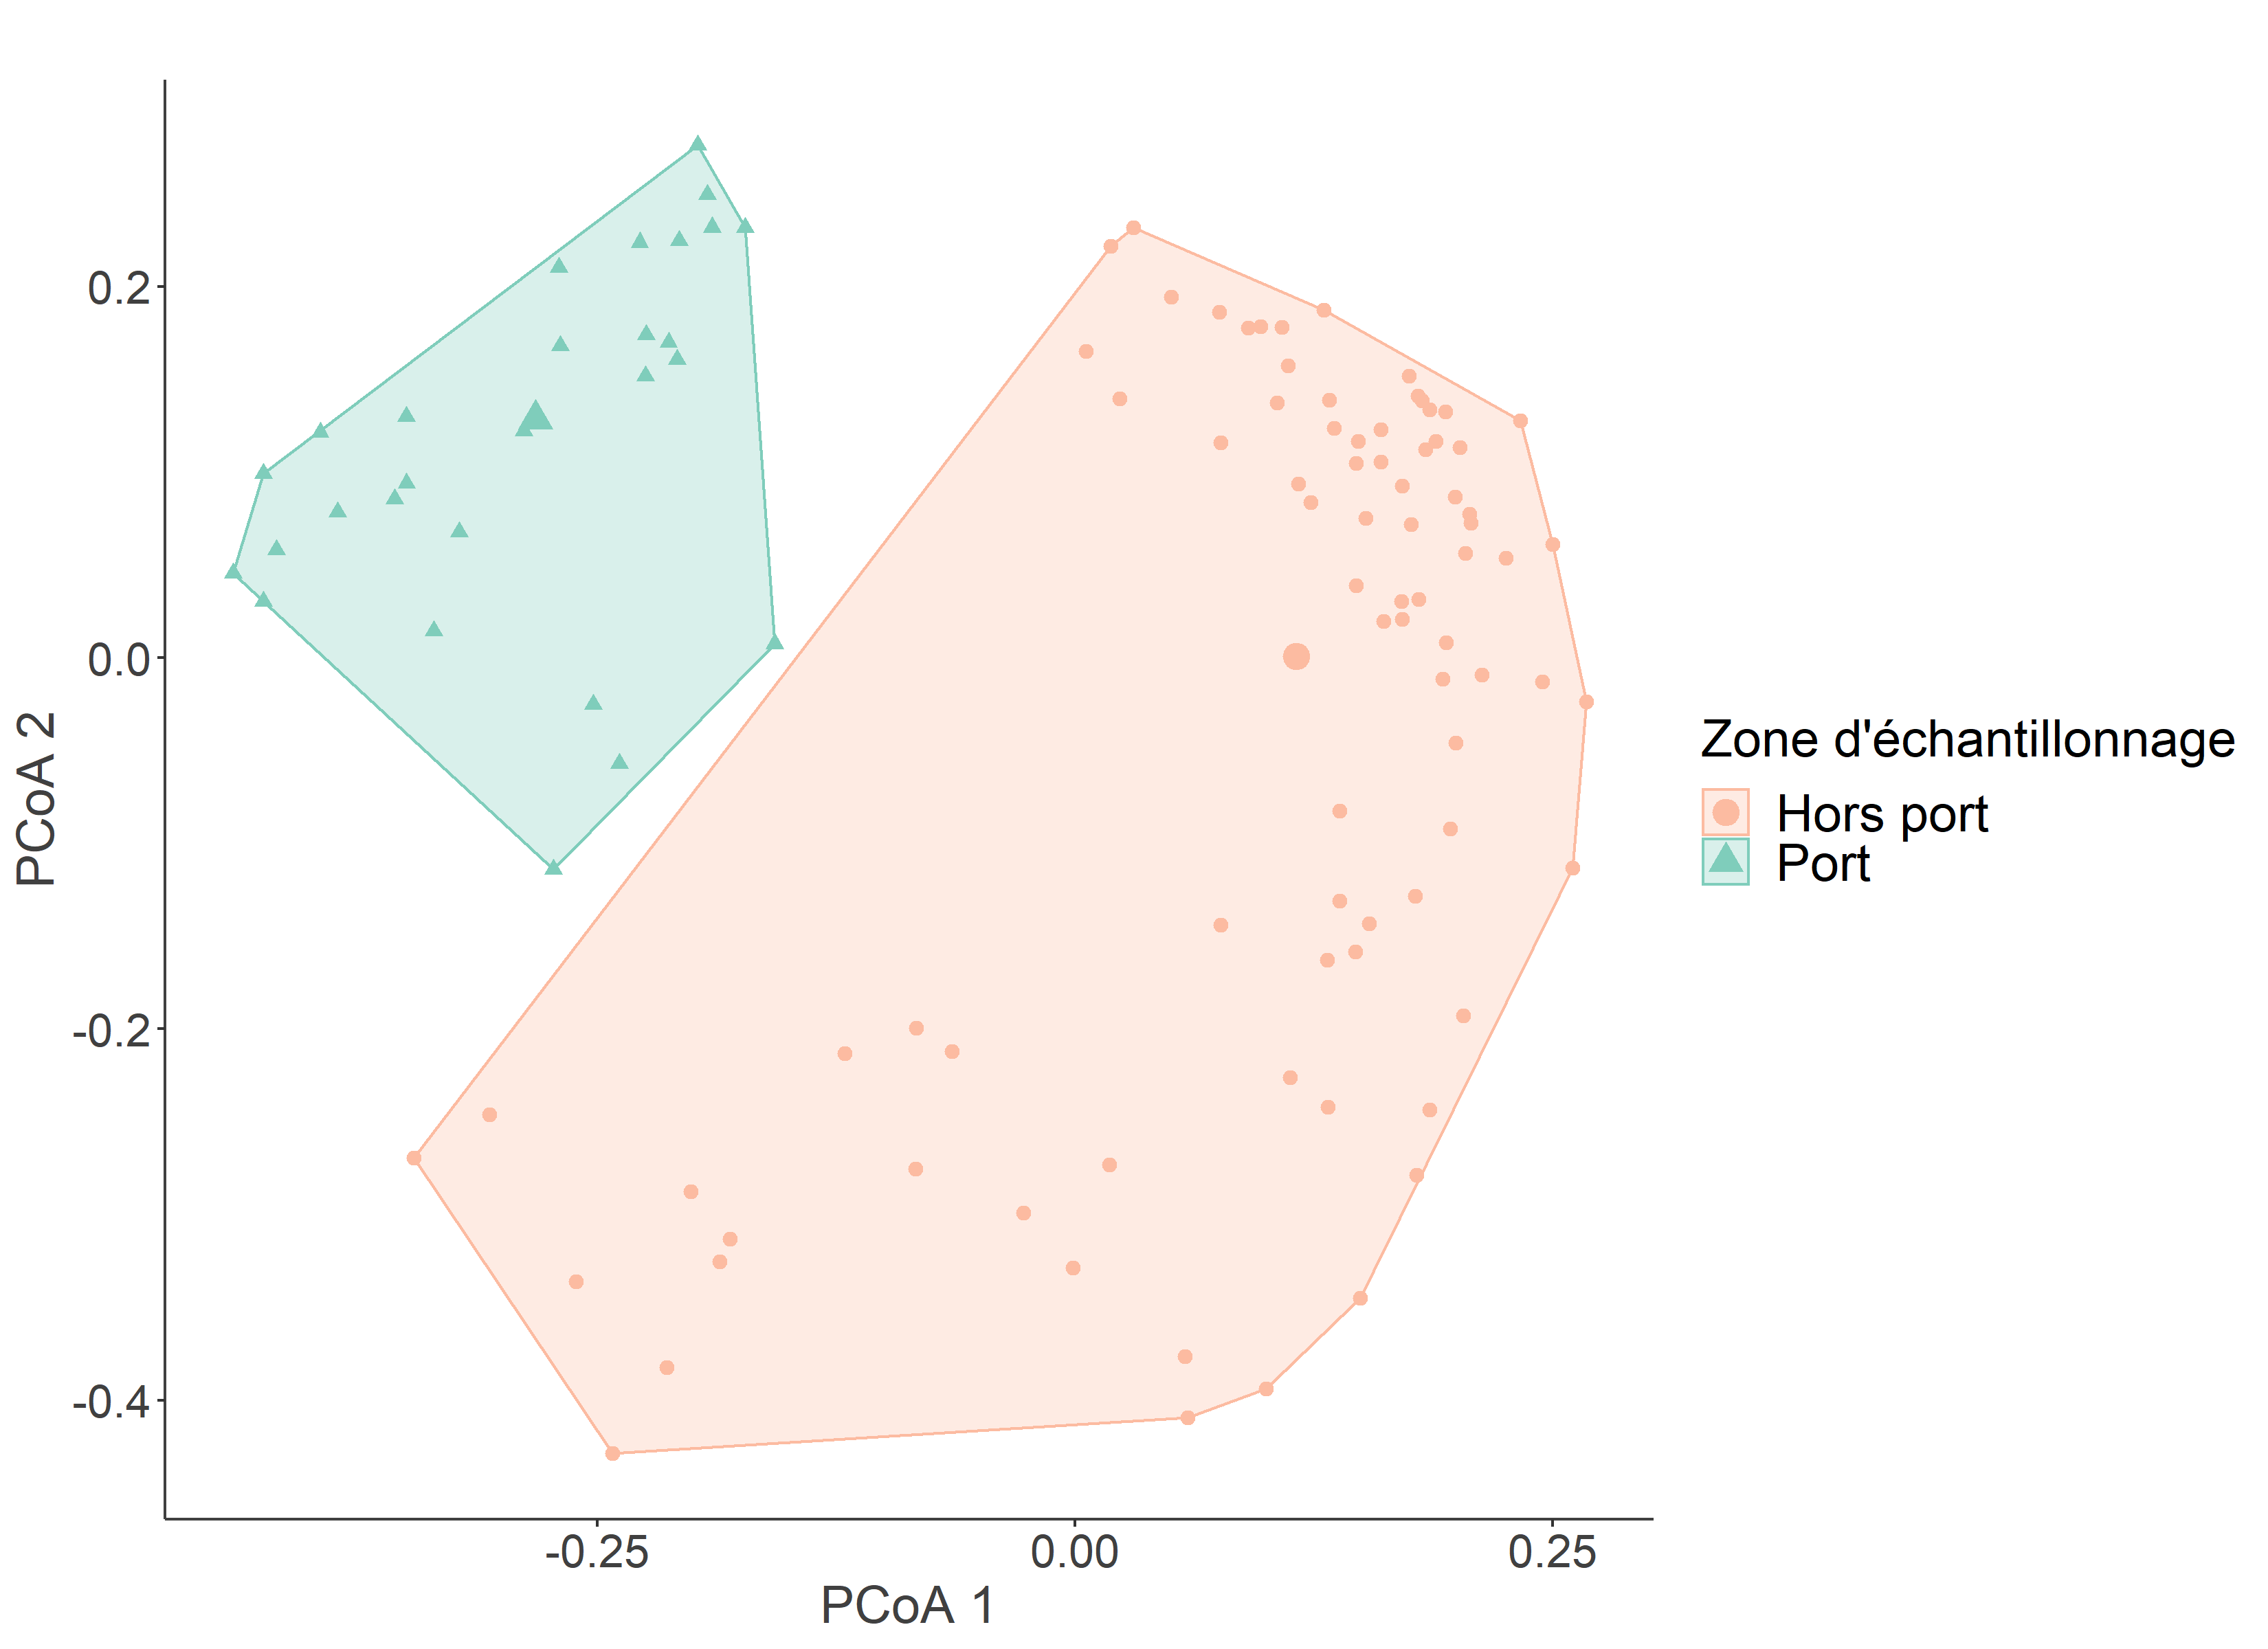 0.2
0.0
-0.2
-0.4
PCoA 2
-0.25
0.00
0.25
PCoA 1
Zone d'échantillonnage
Hors port
Port